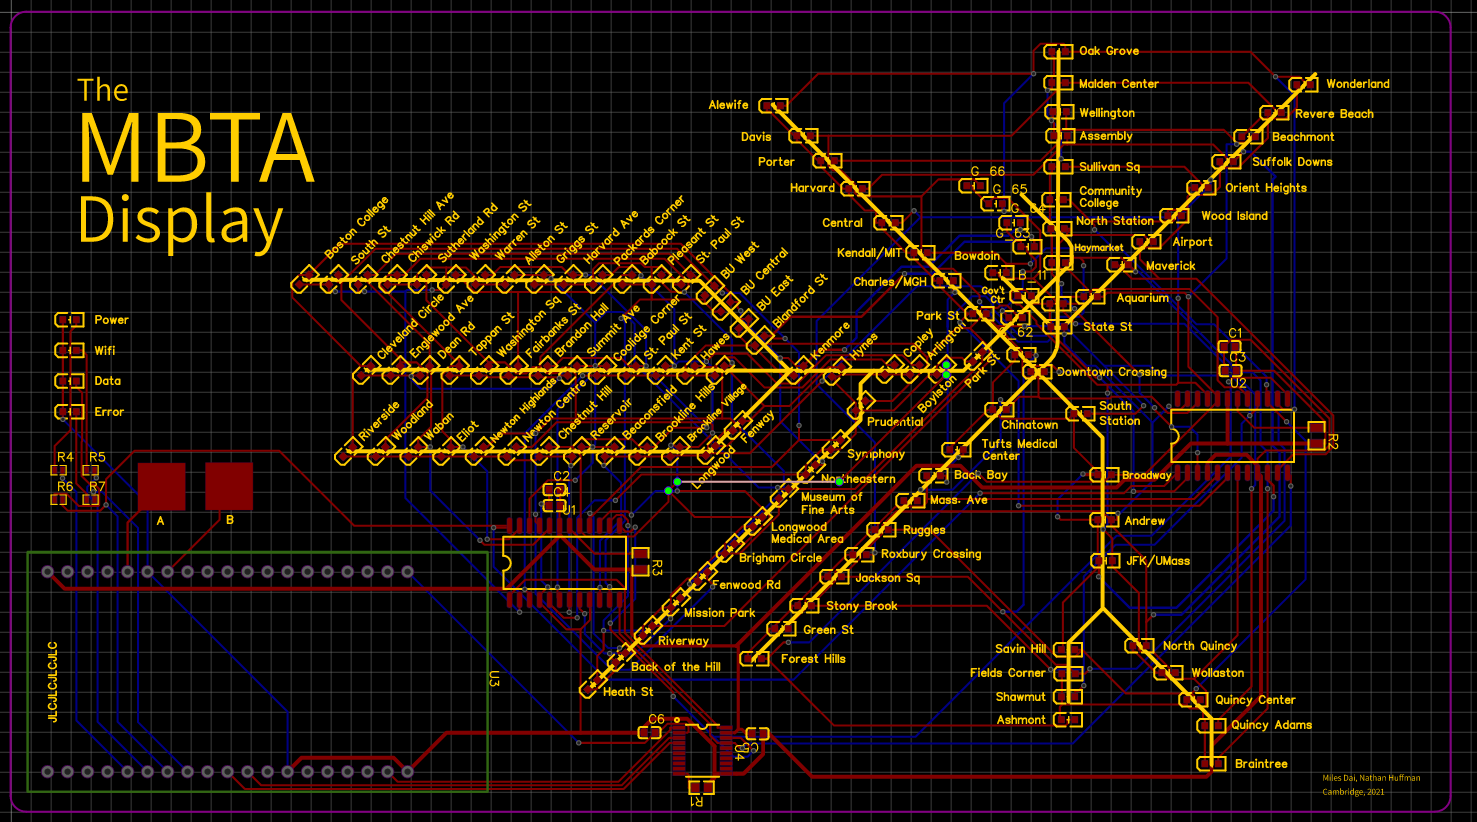 The
MBTA
Display
Power
Wifi
Data
Error
R4
R5
R6
R7
A
B
JLCJLCJLCJLC
U3
Boston College
South St
Chestnut Hill Ave
Chiswick Rd
Sutherland Rd
Washington St
Warren St
Allston St
Griggs St
Harvard Ave
Packards Corner
Babcock St
Pleasant St
St. Paul St
BU West
BU Central
BU East
Blandford St
Cleveland Circle
Englewood Ave
Dean Rd
Tappan St
Washington Sq
Fairbanks St
Brandon Hall
Summit Ave
Coolidge Corner
St. Paul St
Kent St
Hawes
Kenmore
Hynes
Copley
Arlington
Boylston
Park St
Riverside
Woodland
Waban
Eliot
Newton Highlands
Newton Centre
Chestnut Hill
Reservoir
Beaconsfield
Brookline Hills
Brookline Village
Longwood
Fenway
Prudential
Symphony
Northeastern
Museum of
Fine Arts
Longwood
Medical Area
Brigham Circle
Fenwood Rd
Mission Park
Riverway
Back of the Hill
Heath St
C2
U1
R3
C6
C5
U4
R1
Alewife
Davis
Porter
Harvard
Central
Kendall/MIT
Charles/MGH
Park St
Downtown Crossing
South
Station
Broadway
Andrew
JFK/UMass
Savin Hill
Fields Corner
Shawmut
Ashmont
North Quincy
Wollaston
Quincy Center
Quincy Adams
Braintree
Oak Grove
Malden Center
Wellington
Assembly
Sullivan Sq
Community
College
North Station
Haymarket
State St
Chinatown
Tufts Medical
Center
Back Bay
Mass. Ave
Ruggles
Roxbury Crossing
Jackson Sq
Stony Brook
Green St
Forest Hills
Wonderland
Revere Beach
Beachmont
Suffolk Downs
Orient Heights
Wood Island
Airport
Maverick
Aquarium
Bowdoin
Gov't
Ctr
G 66
G 65
G 64
G 63
B 11
62
C1
C3
U2
R2
Miles Dai, Nathan Huffman
Cambridge, 2021